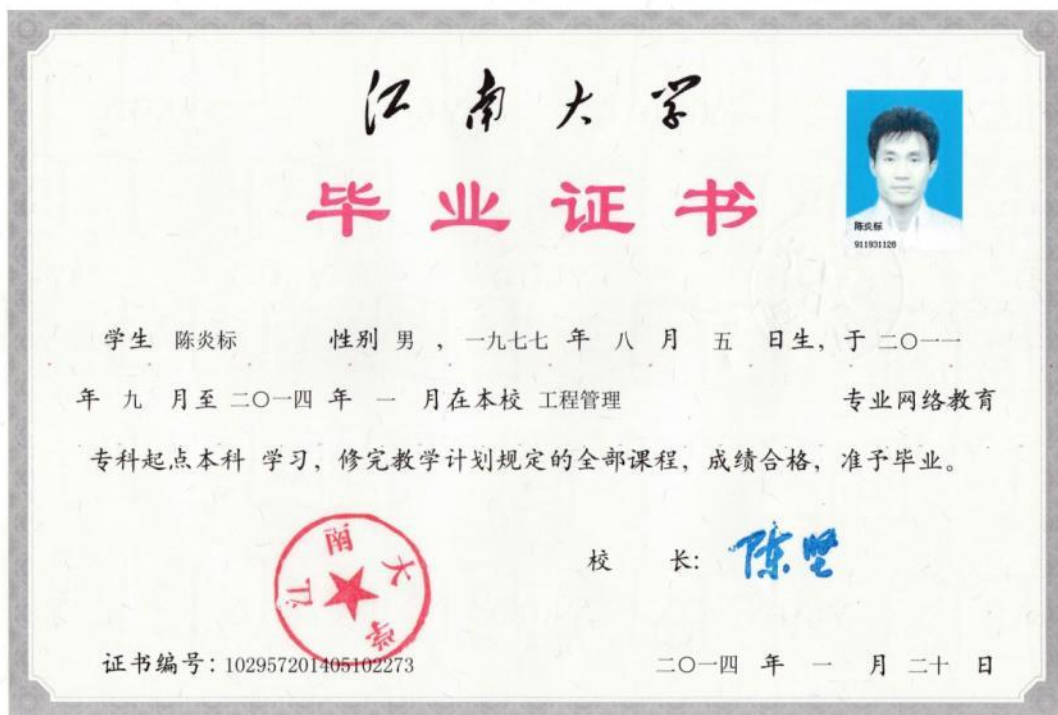 江南大学
毕业证书
陈炎标
911931128
学生 陈炎标 性别 男 ，一九七七 年 八 月 五 日生，于 二〇一一
年 九 月至 二〇一四 年 一 月在本校 工程管理 专业网络教育
专科起点本科 学习，修完教学计划规定的全部课程，成绩合格，准予毕业。
江南大学
校 长：陈坚
证书编号：102957201405102273 二〇一四 年 一 月 二十 日